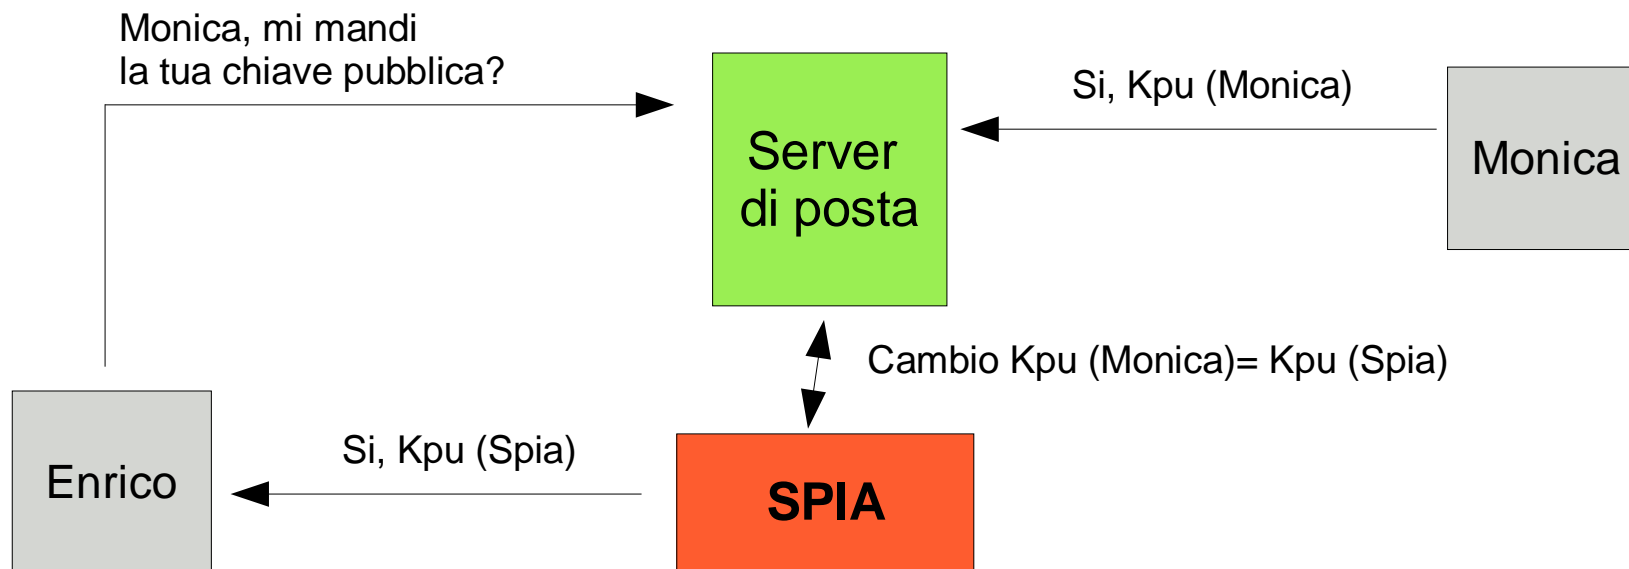 Monica, mi mandi
la tua chiave pubblica?
Server
di posta
Si, Kpu (Monica)
Monica
Cambio Kpu (Monica)= Kpu (Spia)
Enrico
Si, Kpu (Spia)
SPIA